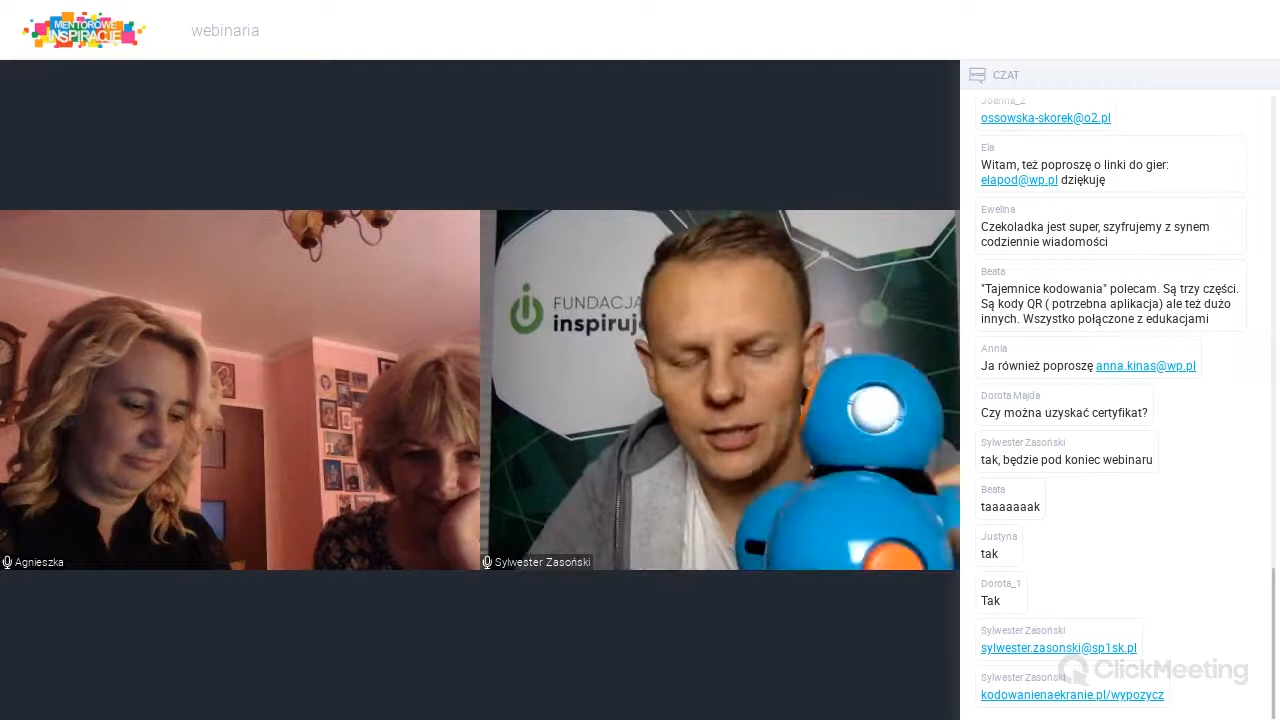 MENTOROWE
INSPIRACJE
webinaria
CZAT
Joanna_2
ossowska-skorek@o2.pl
Ela
Witam, też poproszę o linki do gier:
elapod@wp.pl dziękuję
Ewelina
Czekoladka jest super, szyfrujemy z synem
codziennie wiadomości
Beata
"Tajemnice kodowania" polecam. Są trzy części.
Są kody QR ( potrzebna aplikacja) ale też dużo
innych. Wszystko połączone z edukacjami
Annia
Ja również poproszę anna.kinas@wp.pl
Dorota Majda
Czy można uzyskać certyfikat?
Sylwester Zasoński
tak, będzie pod koniec webinaru
Beata
taaaaaaak
Justyna
tak
Dorota_1
Tak
Sylwester Zasoński
sylwester.zasonski@sp1sk.pl
Sylwester Zasoński
kodowanienaekranie.pl/wypozycz
ClickMeeting
FUNDACJA
inspiruj
Agnieszka
Sylwester Zasoński